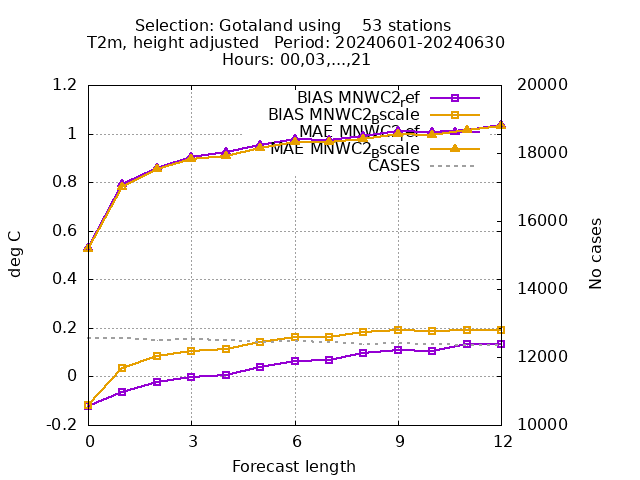 Selection: Gotaland using    53 stations
T2m, height adjusted   Period: 20240601-20240630
Hours: 00,03,...,21
1.2 20000
BIAS MNWC2_ref
BIAS MNWC2_Bscale
1 MAE MNWC2_ref
MAE MNWC2_Bscale 18000
CASES
0.8
0.6 16000
deg C No cases
0.4 14000
0.2
0 12000
-0.2 10000
0 3 6 9 12
Forecast length